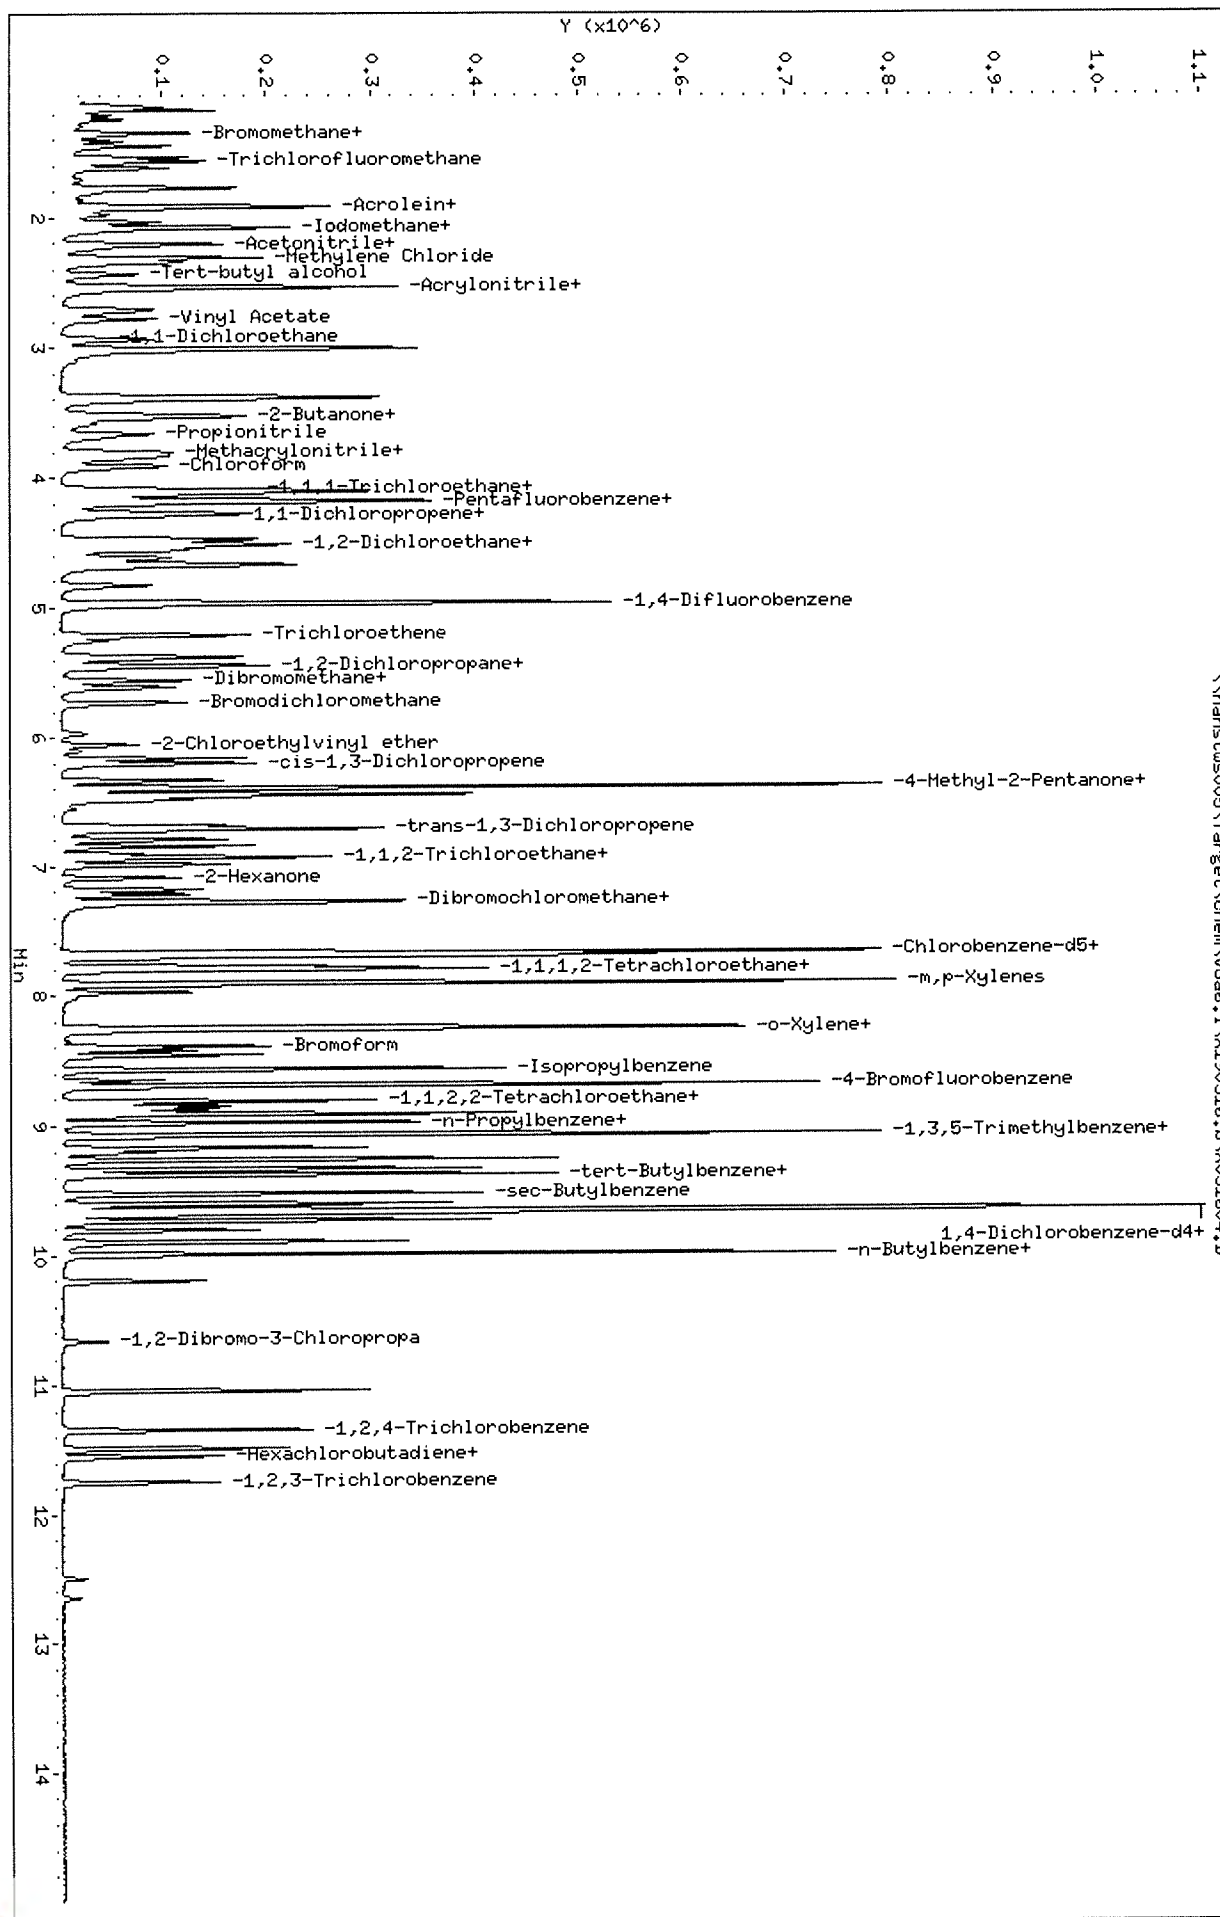 Y (x10^6)
0.1
0.2
0.3
0.4
0.5
0.6
0.7
0.8
0.9
1.0
1.1
-Bromomethane+
-Trichlorofluoromethane
-Acrolein+
2
-Iodomethane+
-Acetonitrile+
-Methylene Chloride
-Tert-butyl alcohol
-Acrylonitrile+
-Vinyl Acetate
-1,1-Dichloroethane
3
-2-Butanone+
-Propionitrile
-Methacrylonitrile+
-Chloroform
4
-1,1,1-Trichloroethane+
-Pentafluorobenzene+
1,1-Dichloropropene+
-1,2-Dichloroethane+
-1,4-Difluorobenzene
5
-Trichloroethene
-1,2-Dichloropropane+
-Dibromomethane+
-Bromodichloromethane
6
-2-Chloroethylvinyl ether
-cis-1,3-Dichloropropene
-4-Methyl-2-Pentanone+
-trans-1,3-Dichloropropene
-1,1,2-Trichloroethane+
7
-2-Hexanone
-Dibromochloromethane+
-Chlorobenzene-d5+
-1,1,1,2-Tetrachloroethane+
-m,p-Xylenes
Min
8
-o-Xylene+
-Bromoform
-Isopropylbenzene
-4-Bromofluorobenzene
-1,1,2,2-Tetrachloroethane+
-n-Propylbenzene+
9
-1,3,5-Trimethylbenzene+
-tert-Butylbenzene+
-sec-Butylbenzene
1,4-Dichlorobenzene-d4+
-n-Butylbenzene+
10
-1,2-Dibromo-3-Chloropropa
11
-1,2,4-Trichlorobenzene
-Hexachlorobutadiene+
-1,2,3-Trichlorobenzene
12
13
14